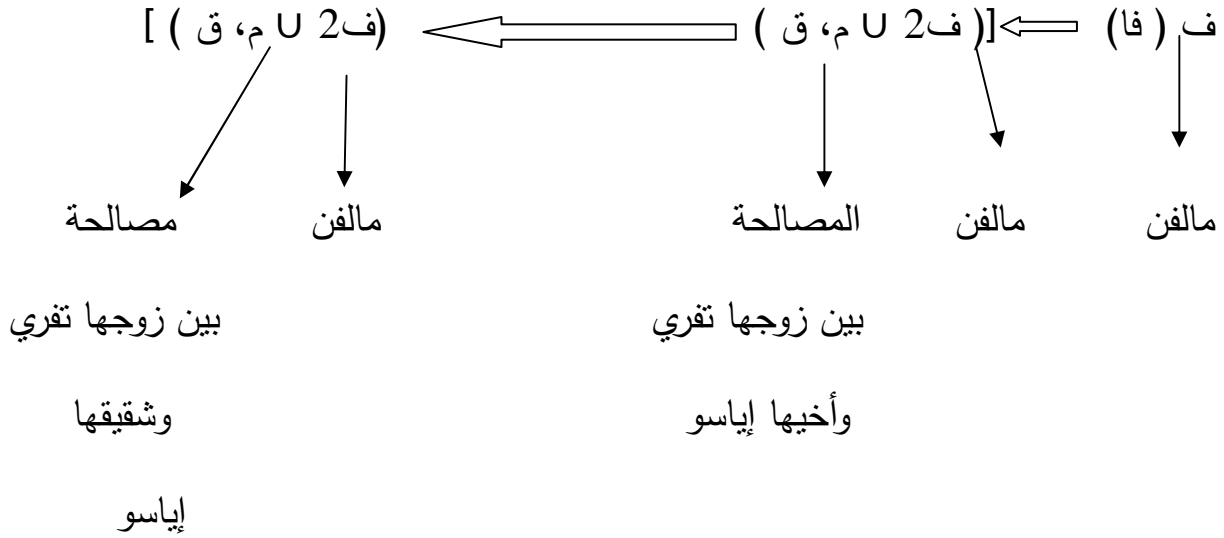 ف ( فا) [( ف2 ∪ م، ق ) (ف2 ∪ م، ق ) ]
مالفن مالفن المصالحة مالفن مصالحة
بين زوجها تفري بين زوجها تفري
وأخيها إياسو وشقيقها
إياسو